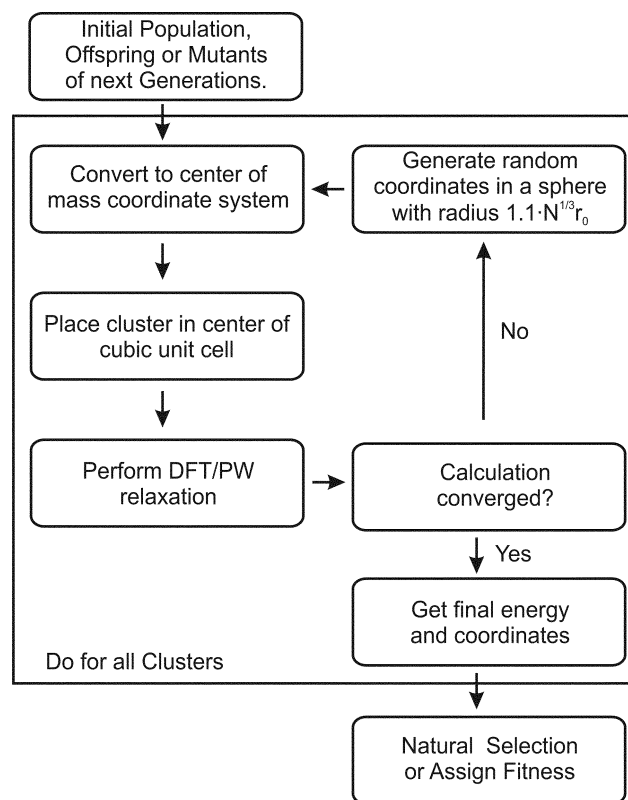 Initial Population,
Offspring or Mutants
of next Generations.
Convert to center of
mass coordinate system
Generate random
coordinates in a sphere
with radius 1.1·N^1/3 r_0
Place cluster in center of
cubic unit cell
No
Perform DFT/PW
relaxation
Calculation
converged?
Yes
Get final energy
and coordinates
Do for all Clusters
Natural Selection
or Assign Fitness